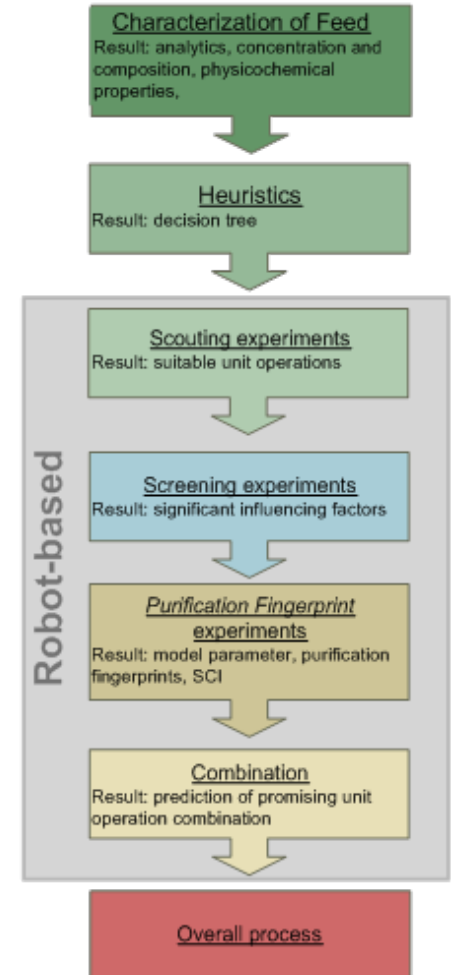 Characterization of Feed
Result: analytics, concentration and
composition, physicochemical
properties,
Heuristics
Result: decision tree
Robot-based
Scouting experiments
Result: suitable unit operations
Screening experiments
Result: significant influencing factors
Purification Fingerprint
experiments
Result: model parameter, purification
fingerprints, SCI
Combination
Result: prediction of promising unit
operation combination
Overall process